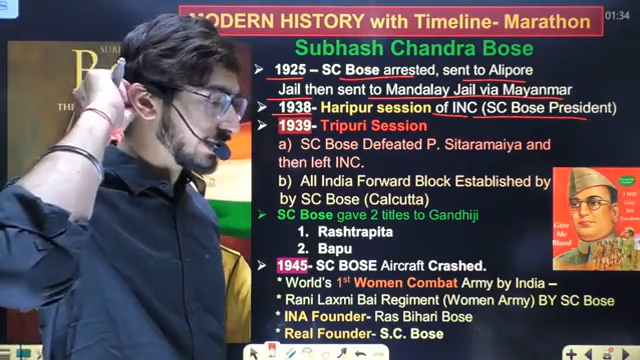 MODERN HISTORY with Timeline- Marathon
01:34
Subhash Chandra Bose
1925 – SC Bose arrested, sent to Alipore
Jail then sent to Mandalay Jail via Mayanmar
1938- Haripur session of INC (SC Bose President)
1939- Tripuri Session
a) SC Bose Defeated P. Sitaramaiya and
then left INC.
b) All India Forward Block Established by
by SC Bose (Calcutta)
SC Bose gave 2 titles to Gandhiji
1. Rashtrapita
2. Bapu
1945- SC BOSE Aircraft Crashed.
* World's 1st Women Combat Army by India –
* Rani Laxmi Bai Regiment (Women Army) BY SC Bose
* INA Founder- Ras Bihari Bose
* Real Founder- S.C. Bose
Give
Me
Blood
I Will
Give
You
Freedom